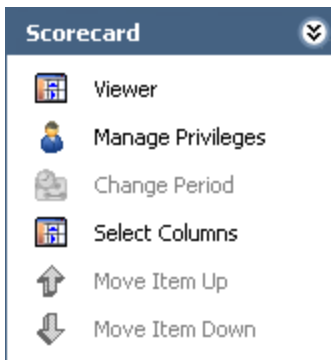 Scorecard
Viewer
Manage Privileges
Change Period
Select Columns
Move Item Up
Move Item Down